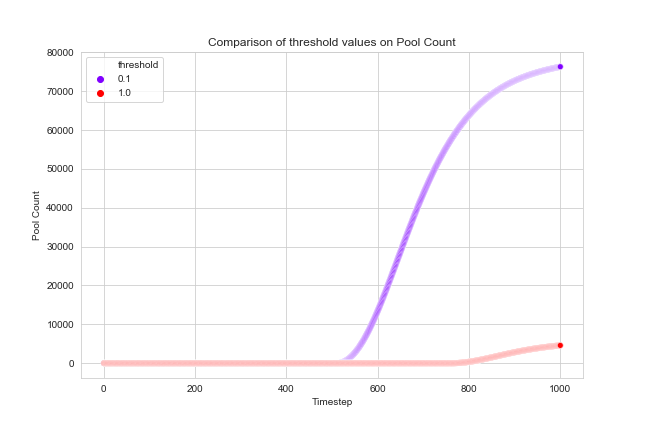 Comparison of threshold values on Pool Count
threshold
0.1
1.0
Pool Count
80000
70000
60000
50000
40000
30000
20000
10000
0
0 200 400 600 800 1000
Timestep